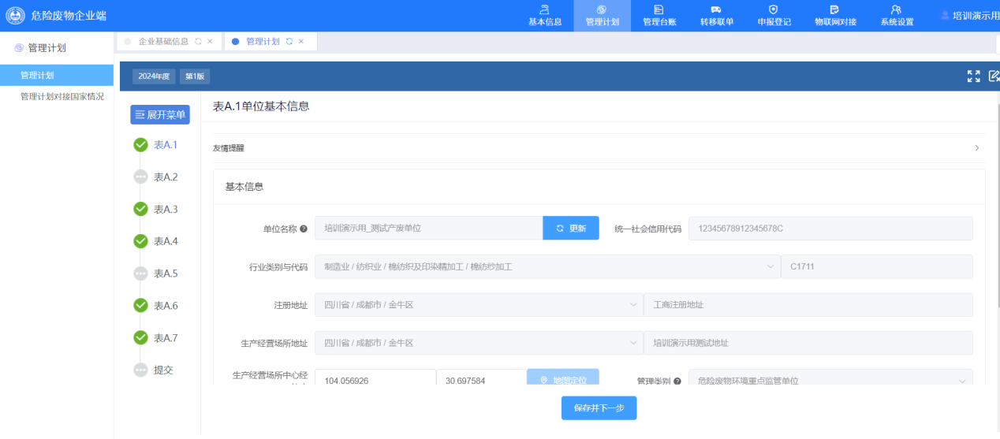 危险废物企业端
基本信息 管理计划 管理台账 转移联单 申报登记 物联网对接 系统设置 培训演示用
管理计划
企业基础信息 管理计划
管理计划
管理计划对接国家情况
2024年度 第1版
展开菜单
表A.1
表A.2
表A.3
表A.4
表A.5
表A.6
表A.7
提交
表A.1单位基本信息
友情提醒
基本信息
单位名称 培训演示用_测试产废单位 更新 统一社会信用代码 12345678912345678C
行业类别与代码 制造业 / 纺织业 / 棉纺织及印染精加工 / 棉纺纱加工 C1711
注册地址 四川省 / 成都市 / 金牛区 工商注册地址
生产经营场所地址 四川省 / 成都市 / 金牛区 培训演示用测试地址
生产经营场所中心经 104.056926 30.697584 地图定位 管理类别 危险废物环境重点监管单位
保存并下一步